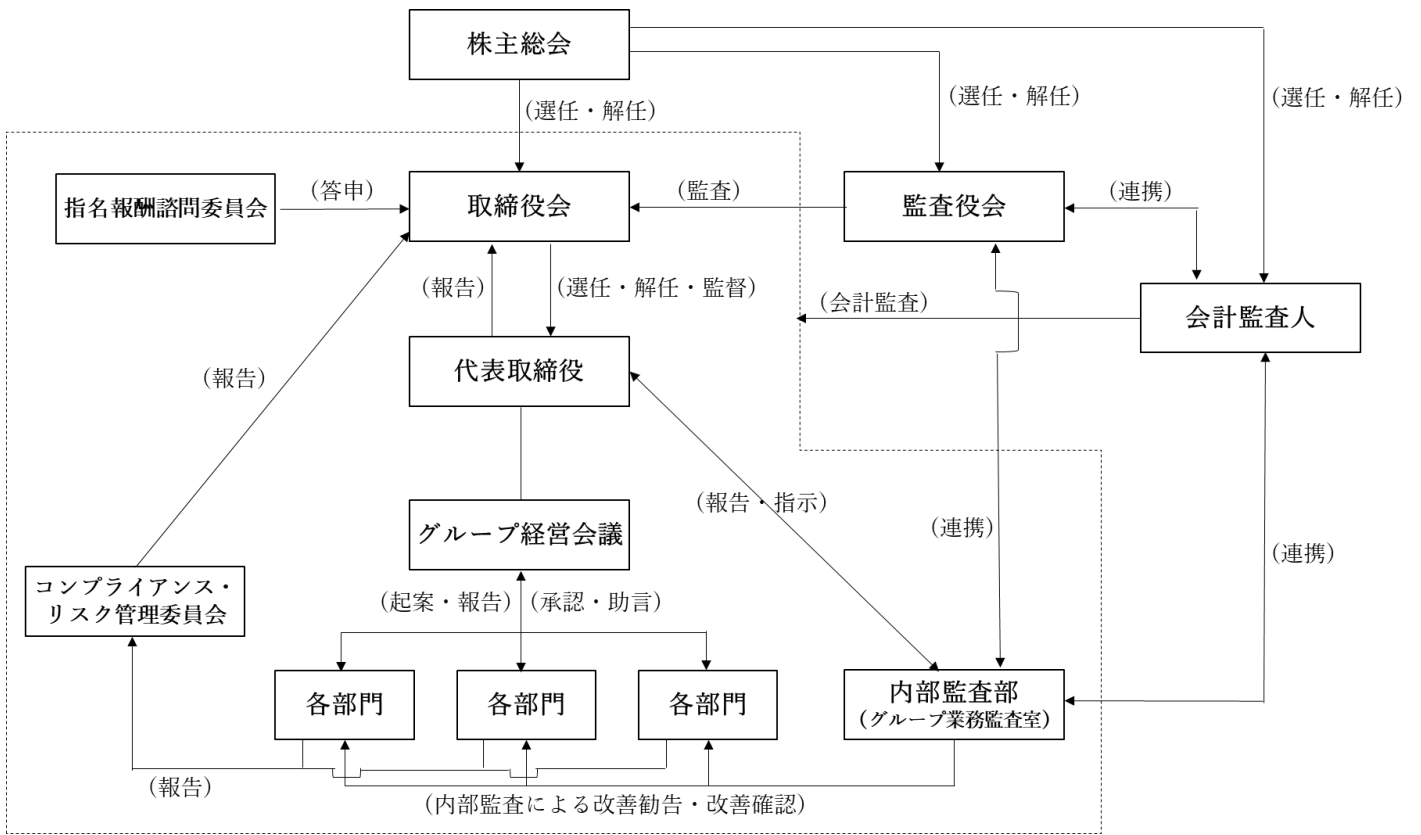 株主総会
（選任・解任）
（選任・解任）
（選任・解任）
指名報酬諮問委員会
（答申）
取締役会
（監査）
監査役会
（連携）
（報告）
（選任・解任・監督）
（会計監査）
会計監査人
代表取締役
（報告）
（報告・指示）
（連携）
（連携）
グループ経営会議
コンプライアンス・
リスク管理委員会
（起案・報告）
（承認・助言）
各部門
各部門
各部門
内部監査部
（グループ業務監査室）
（報告）
（内部監査による改善勧告・改善確認）